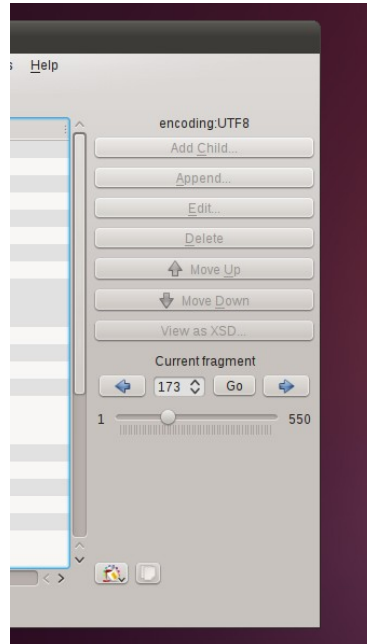 Help
encoding:UTF8
Add Child...
Append...
Edit...
Delete
Move Up
Move Down
View as XSD...
Current fragment
173 Go
1 550